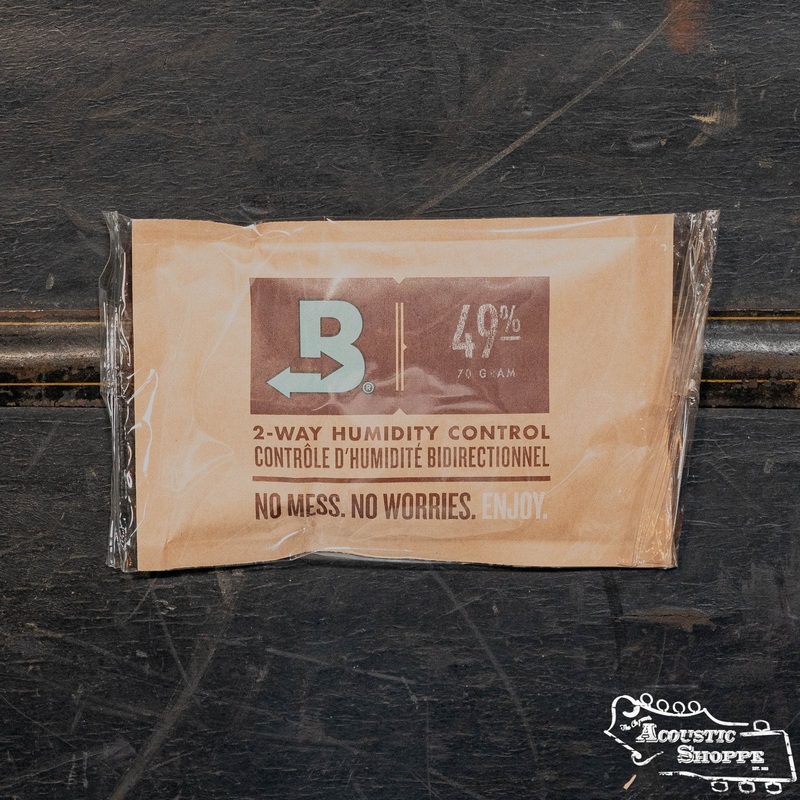 B®
49%
70 GRAM
2-WAY HUMIDITY CONTROL
CONTRÔLE D'HUMIDITÉ BIDIRECTIONNEL
NO MESS. NO WORRIES. ENJOY.
ACOUSTIC
SHOPPE